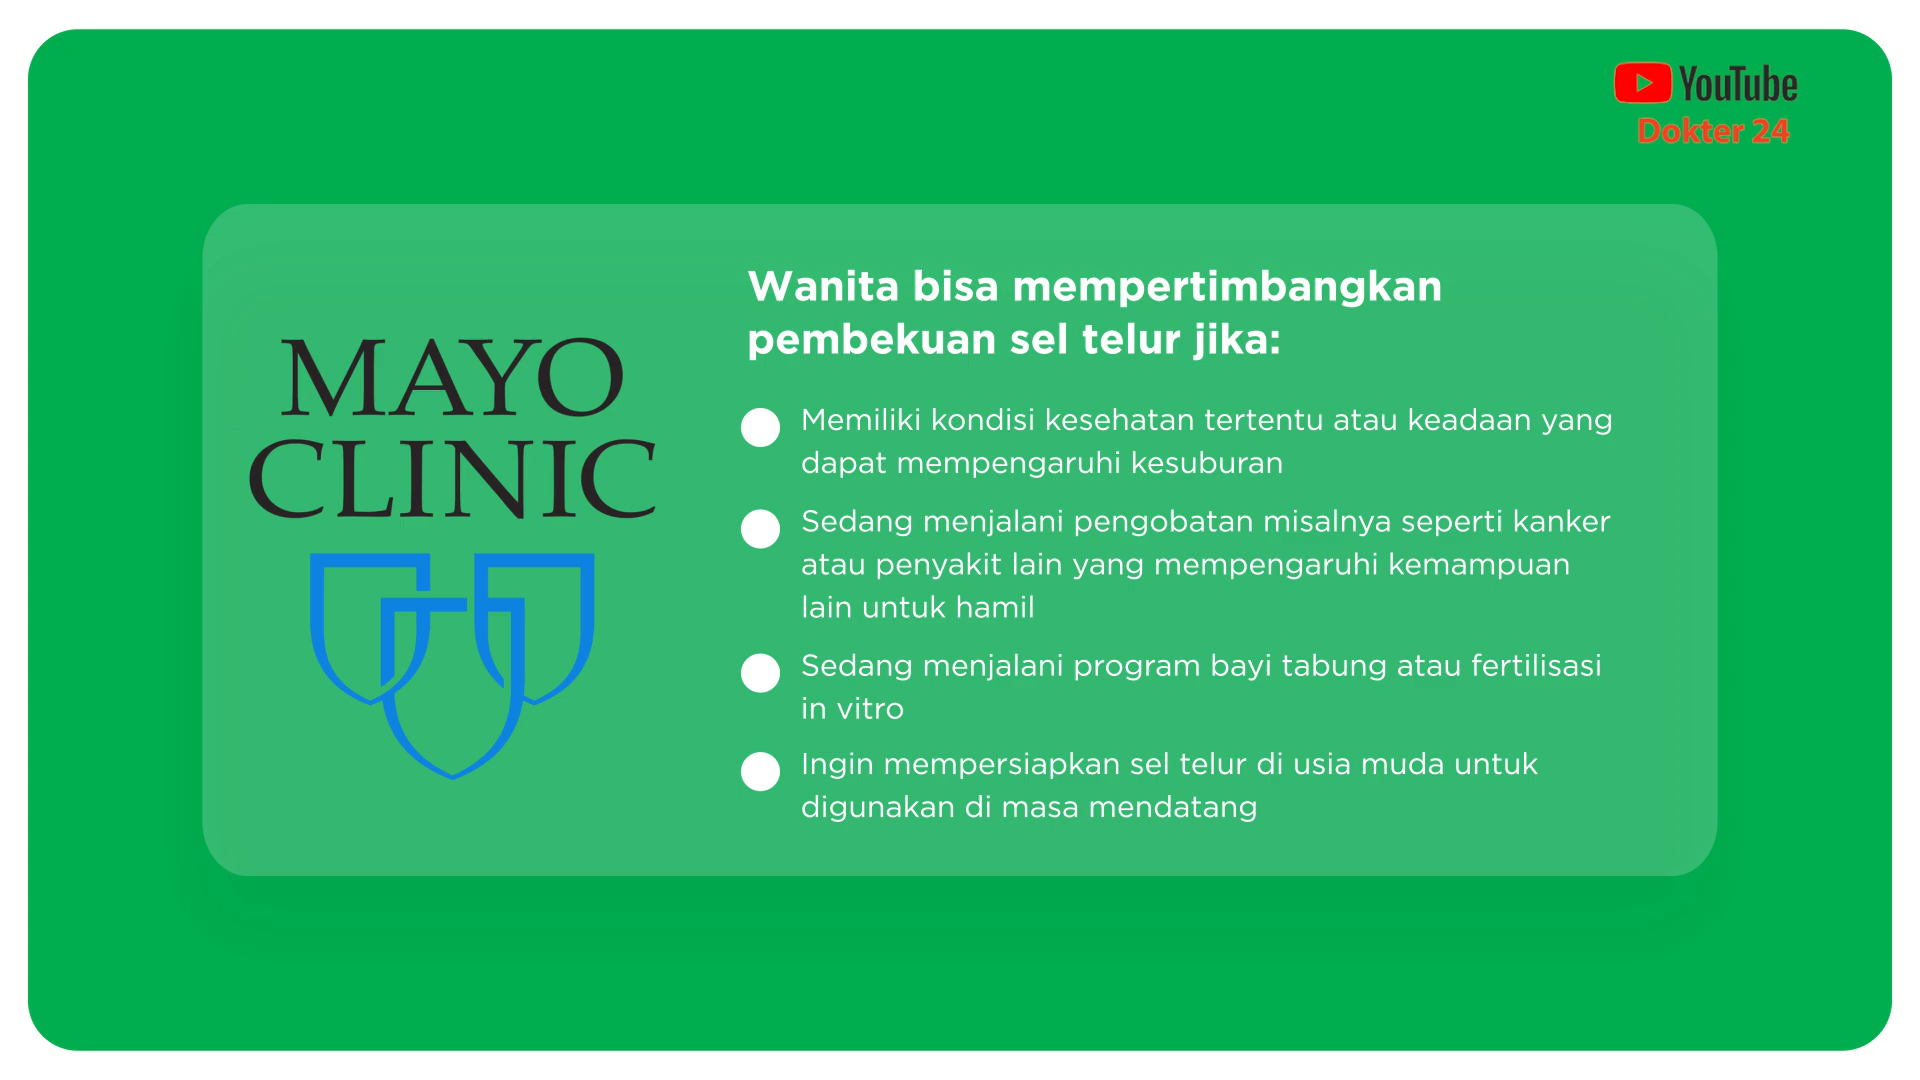 YouTube
Dokter 24
MAYO
CLINIC
Wanita bisa mempertimbangkan
pembekuan sel telur jika:
Memiliki kondisi kesehatan tertentu atau keadaan yang
dapat mempengaruhi kesuburan
Sedang menjalani pengobatan misalnya seperti kanker
atau penyakit lain yang mempengaruhi kemampuan
lain untuk hamil
Sedang menjalani program bayi tabung atau fertilisasi
in vitro
Ingin mempersiapkan sel telur di usia muda untuk
digunakan di masa mendatang